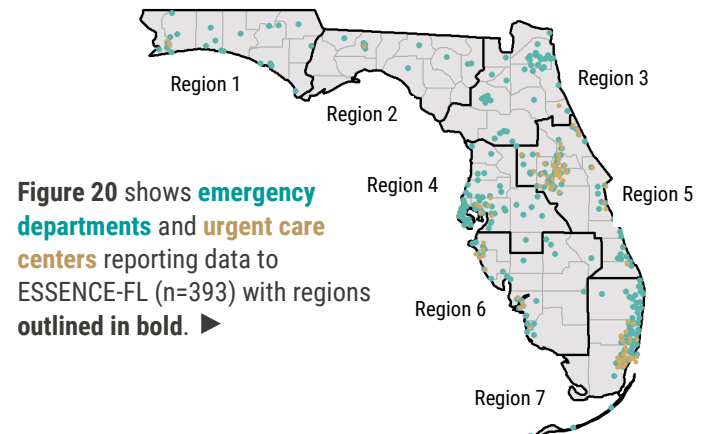 Region 1
Region 2
Region 3
Region 4
Region 5
Figure 20 shows emergency
departments and urgent care
centers reporting data to
ESSENCE-FL (n=393) with regions
outlined in bold. ►
Region 6
Region 7